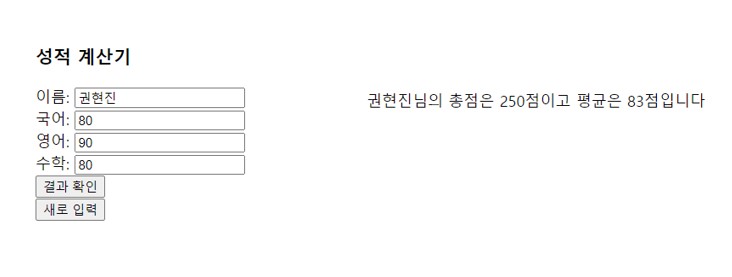 성적 계산기
이름: 권현진
권현진님의 총점은 250점이고 평균은 83점입니다
국어: 80
영어: 90
수학: 80
결과 확인
새로 입력